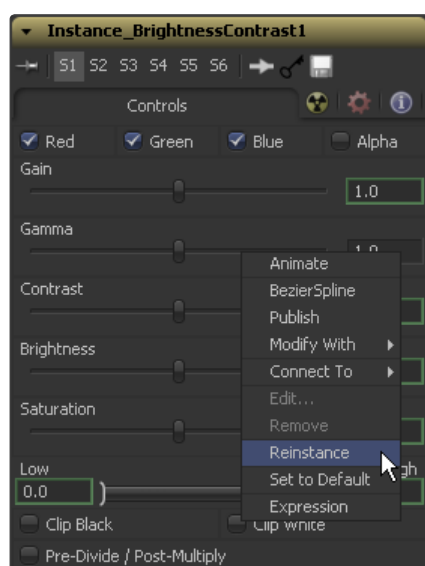 Instance_BrightnessContrast1
S1 S2 S3 S4 S5 S6
Controls
Red Green Blue Alpha
Gain
1.0
Gamma
Animate
Contrast
BezierSpline
Publish
Brightness
Modify With
Connect To
Edit...
Saturation
Remove
Reinstance
Low
Set to Default
0.0
Expression
Clip Black Clip White
Pre-Divide / Post-Multiply